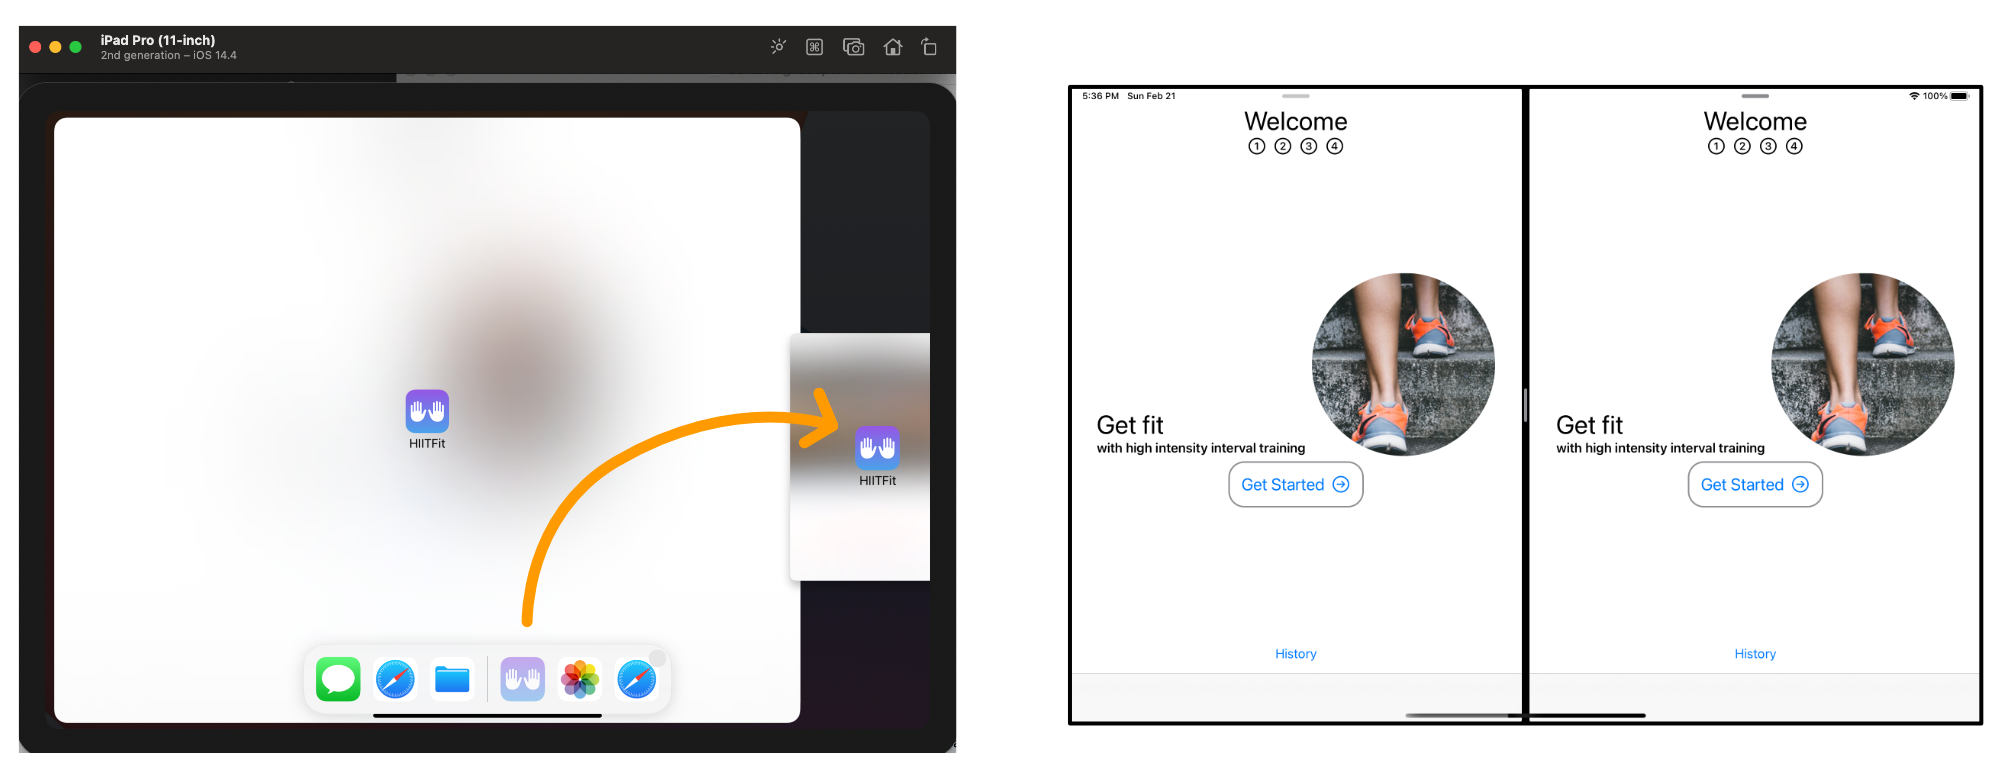 iPad Pro (11-inch)
2nd generation – iOS 14.4
HIITFit
HIITFit
5:36 PM Sun Feb 21
Welcome
1 2 3 4
Get fit
with high intensity interval training
Get Started
History
100%
Welcome
1 2 3 4
Get fit
with high intensity interval training
Get Started
History